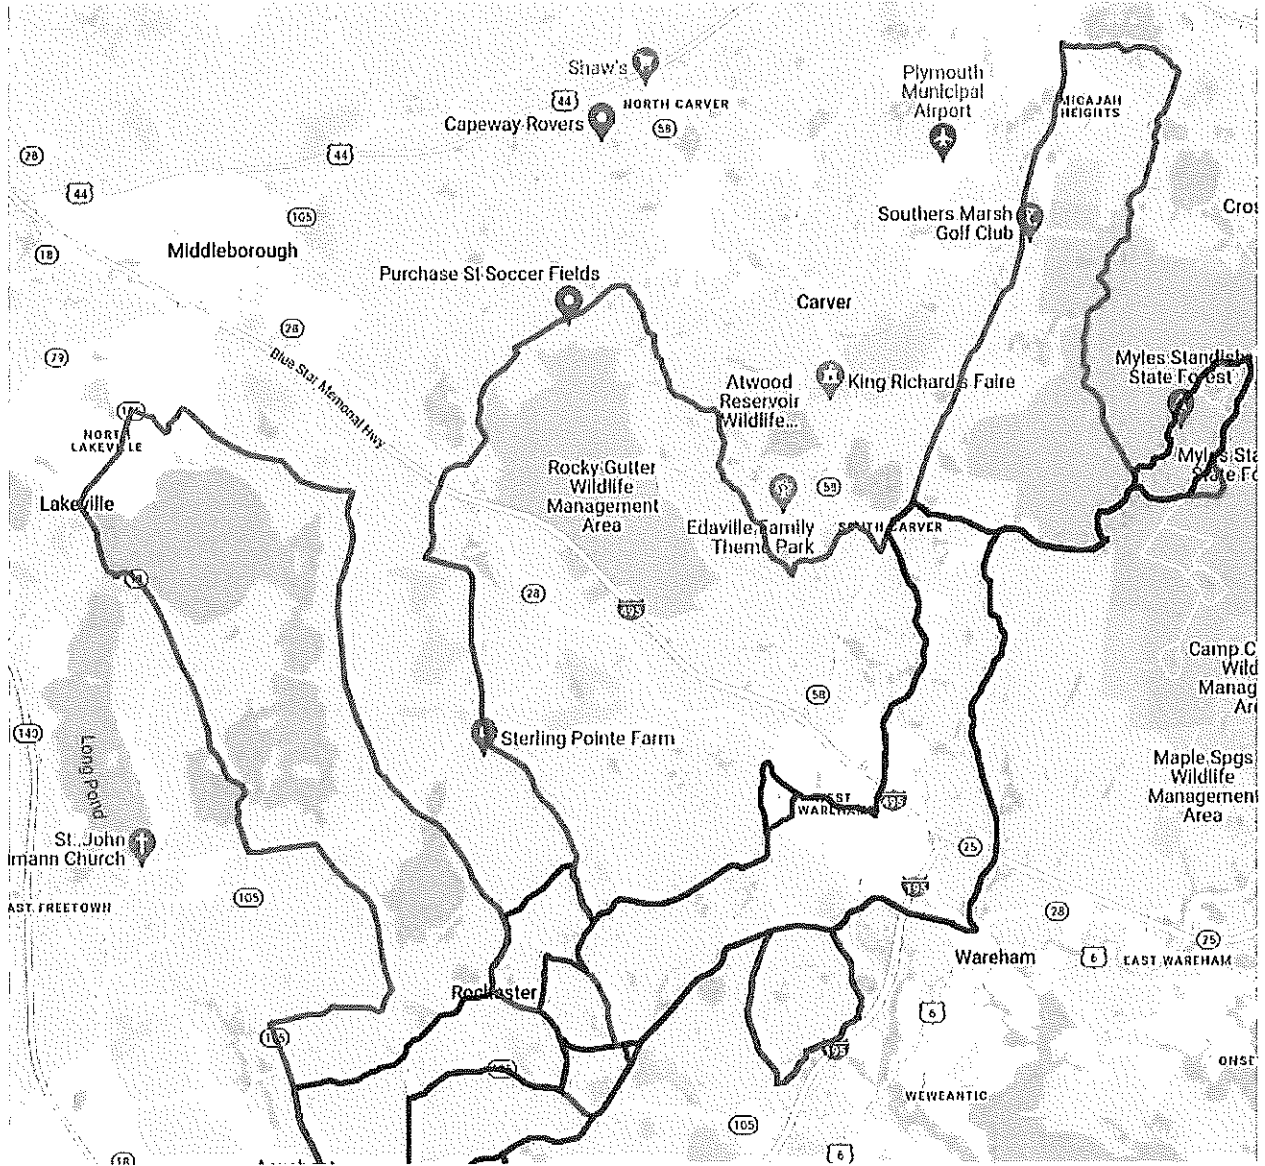 Shaw's
44
NORTH CARVER
Capeway Rovers
58
Plymouth
Municipal
Airport
MICAJAH
HEIGHTS
28
44
44
105
Southers Marsh
Golf Club
18
Middleborough
Purchase St Soccer Fields
Carver
28
79
Blue Star Memorial Hwy
Myles Standish
State Forest
Atwood
Reservoir
Wildlife...
King Richard's Faire
NORTH
LAKEVILLE
Rocky Gutter
Wildlife
Management
Area
58
Lakeville
Edaville Family
Theme Park
SOUTH CARVER
28
495
58
140
Long Pond
Sterling Pointe Farm
Maple Spgs
Wildlife
Management
Area
WEST
WAREHAM
495
St. John
25
105
195
28
25
Wareham
6
EAST WAREHAM
Rochester
6
105
195
WEWEANTIC
105
18
6